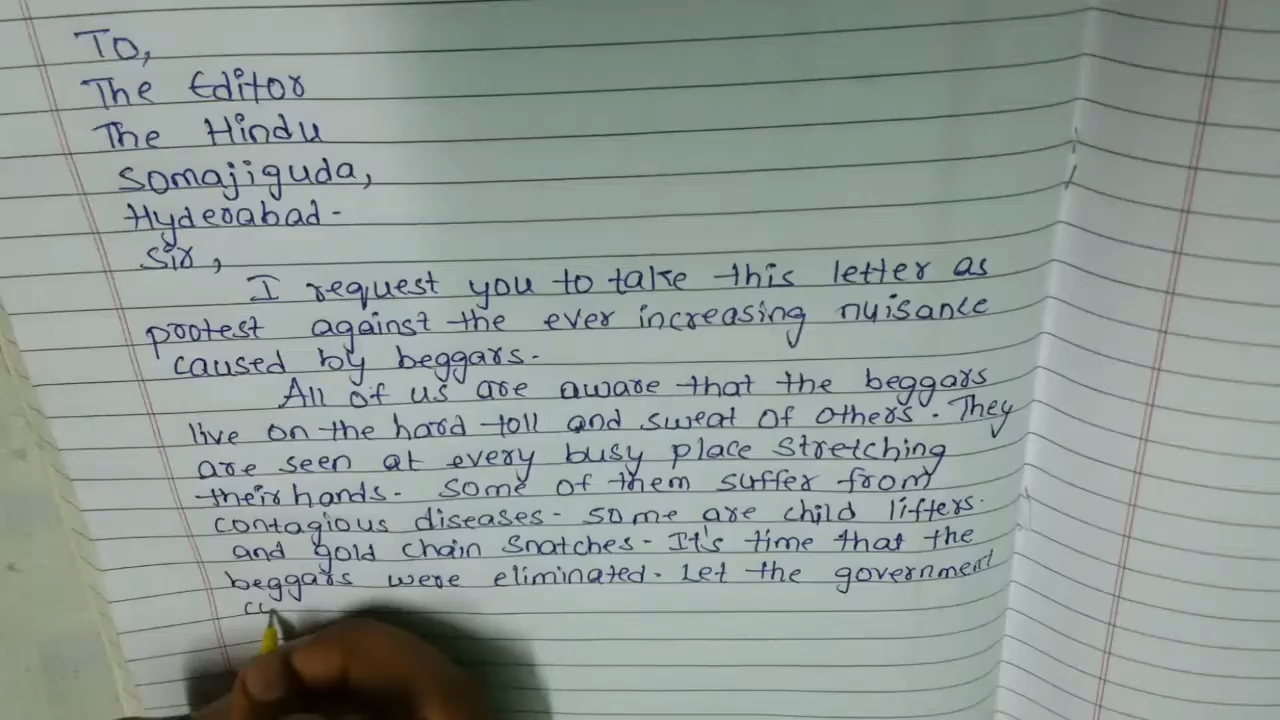 To,
The Editor
The Hindu
Somajiguda,
Hyderabad-
Sir,
I request you to take this letter as
protest against the ever increasing nuisance
caused by beggars.
All of us are aware that the beggars
live on the hard toll and sweat of others. They
are seen at every busy place stretching
their hands. Some of them suffer from
contagious diseases. Some are child lifters.
and gold chain snatches. It's time that the
beggars were eliminated. Let the government